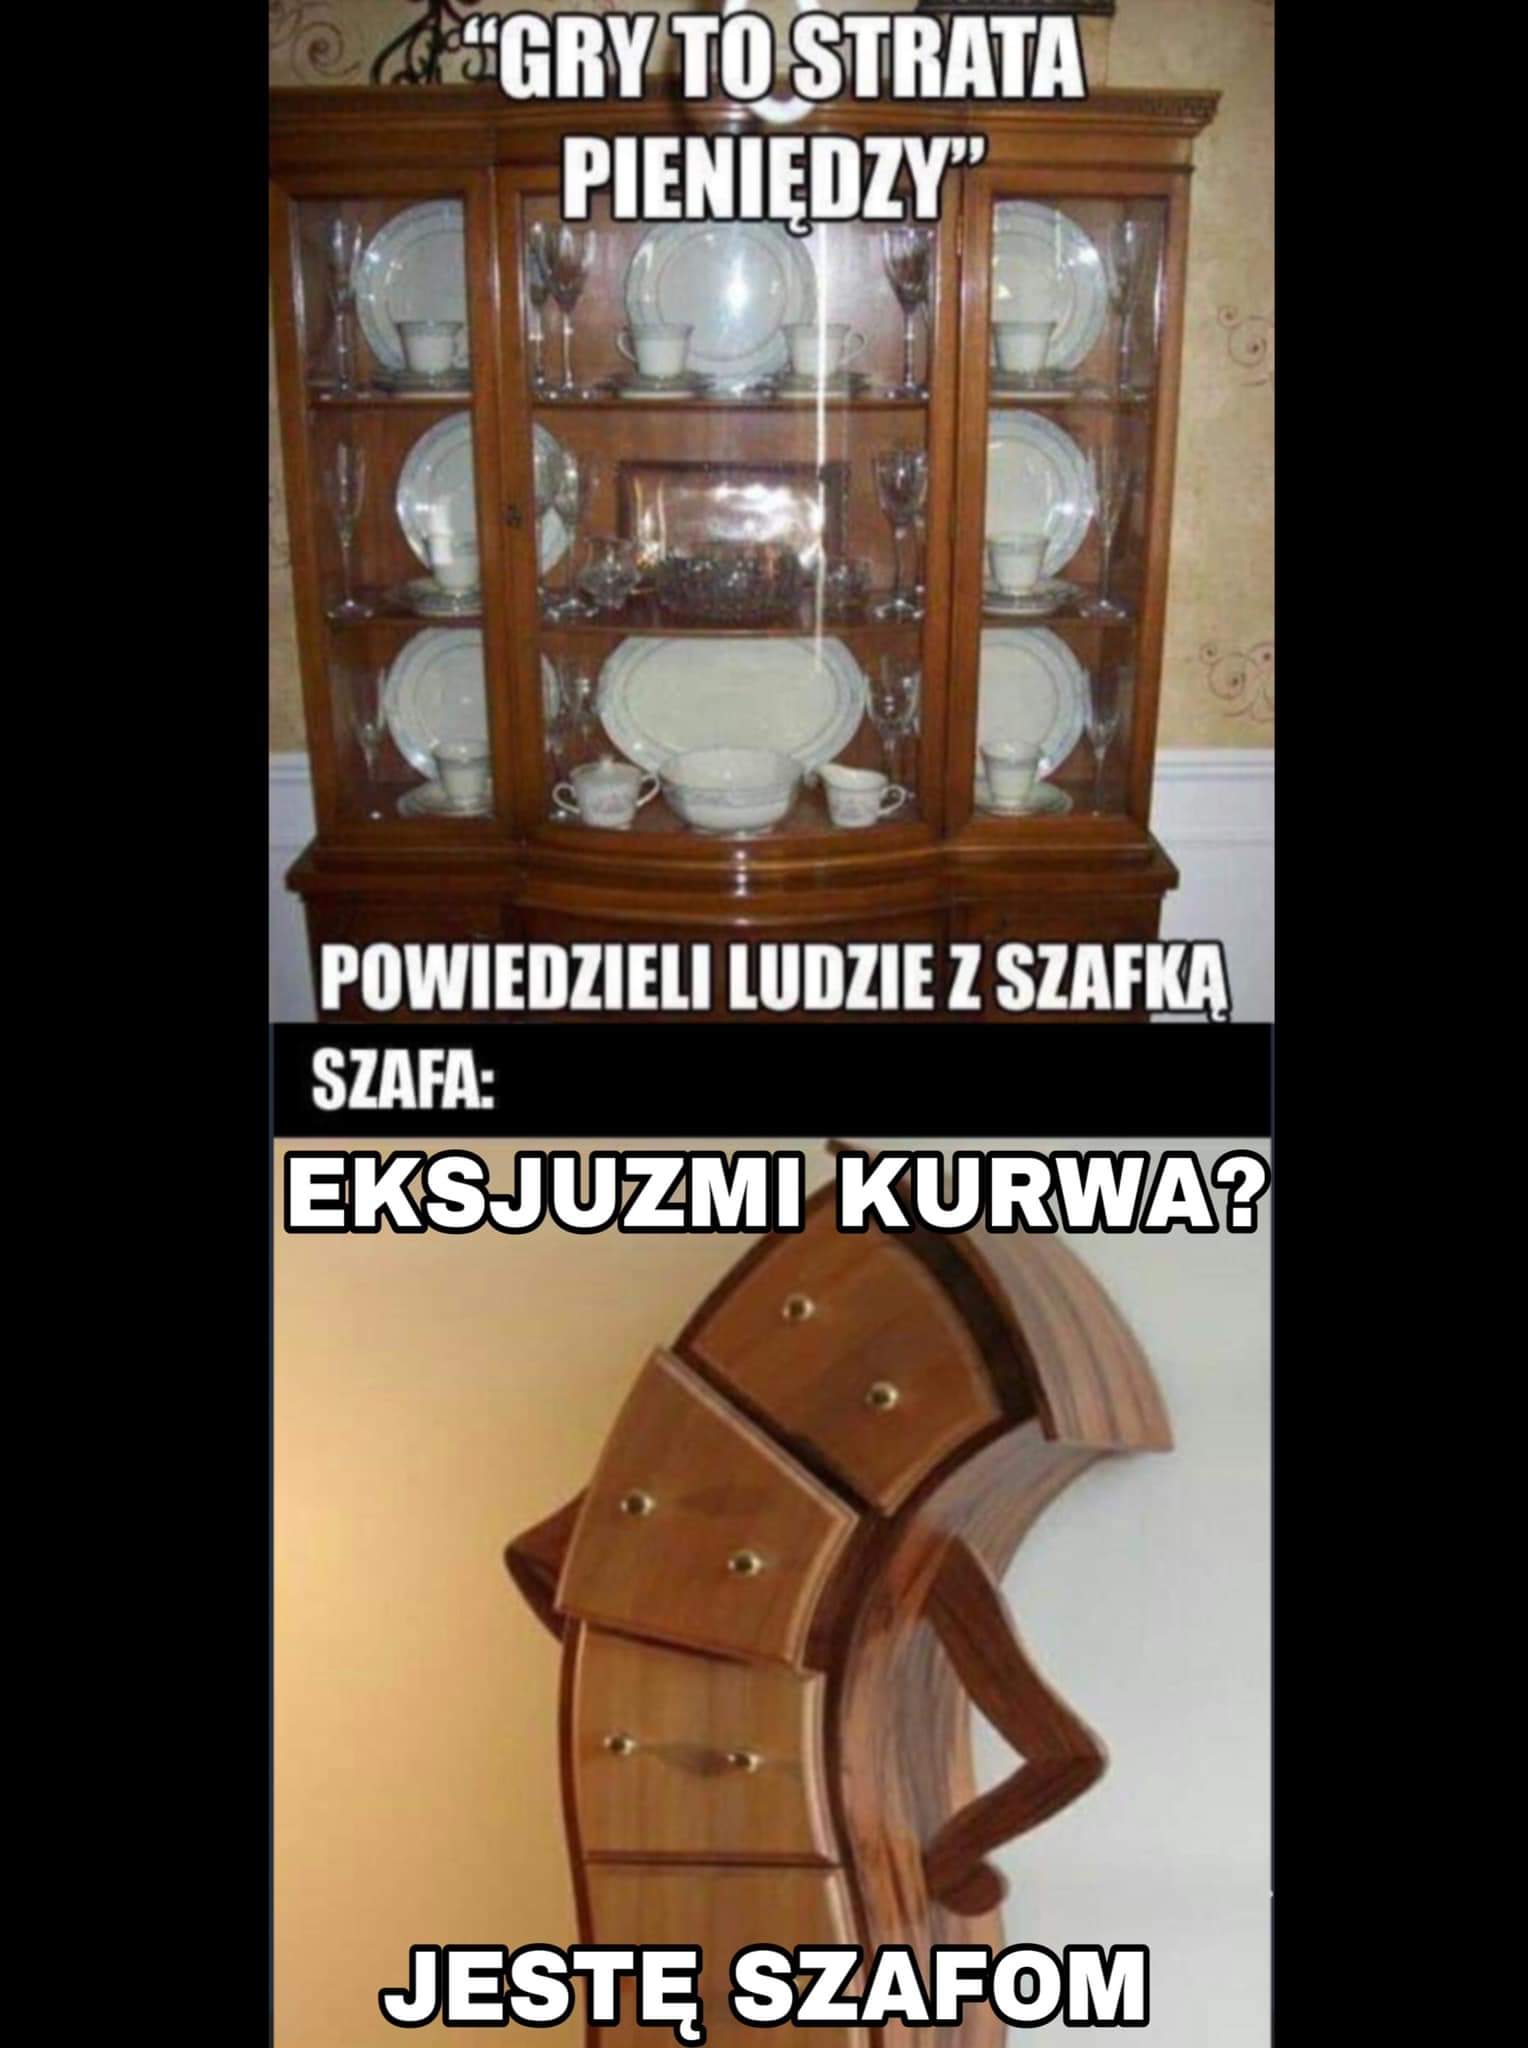 “GRY TO STRATA
PIENIĘDZY”
POWIEDZIELI LUDZIE Z SZAFKĄ
SZAFA:
EKSJUZMI KURWA?
JESTĘ SZAFOM